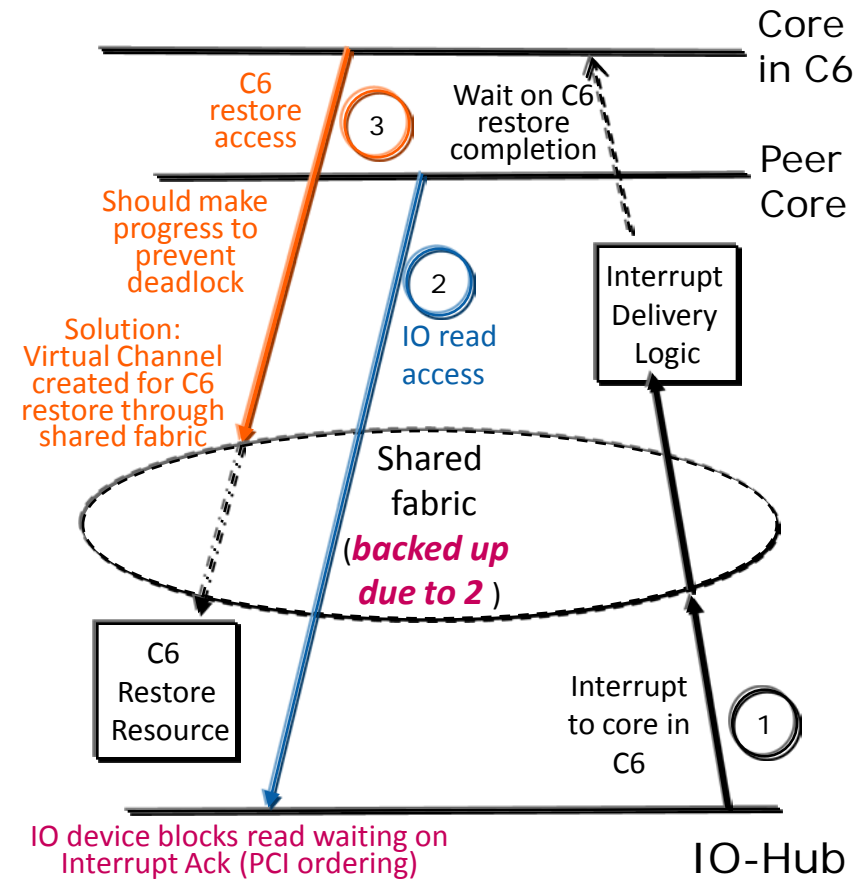 Core
in C6
C6
restore
access
3
Wait on C6
restore
completion
Peer
Core
Should make
progress to
prevent
deadlock
2
IO read
access
Interrupt
Delivery
Logic
Solution:
Virtual Channel
created for C6
restore through
shared fabric
Shared
fabric
(backed up
due to 2 )
C6
Restore
Resource
Interrupt
to core in
C6
1
IO device blocks read waiting on
Interrupt Ack (PCI ordering)
IO-Hub